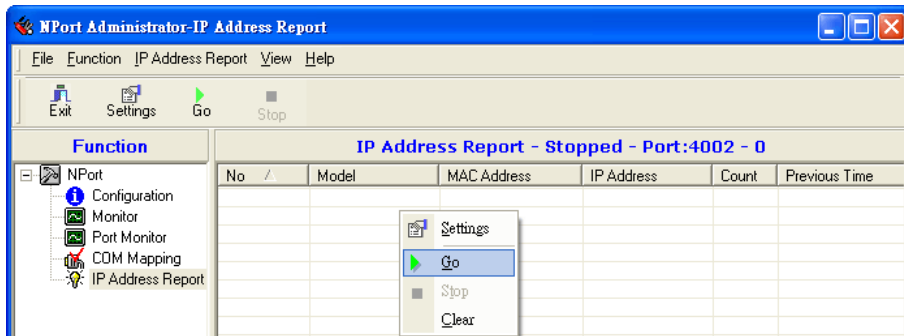 NPort Administrator-IP Address Report
File Function IP Address Report View Help
Exit Settings Go Stop
Function
IP Address Report - Stopped - Port:4002 - 0
NPort
Configuration
Monitor
Port Monitor
COM Mapping
IP Address Report
No Model MAC Address IP Address Count Previous Time
Settings
Go
Stop
Clear